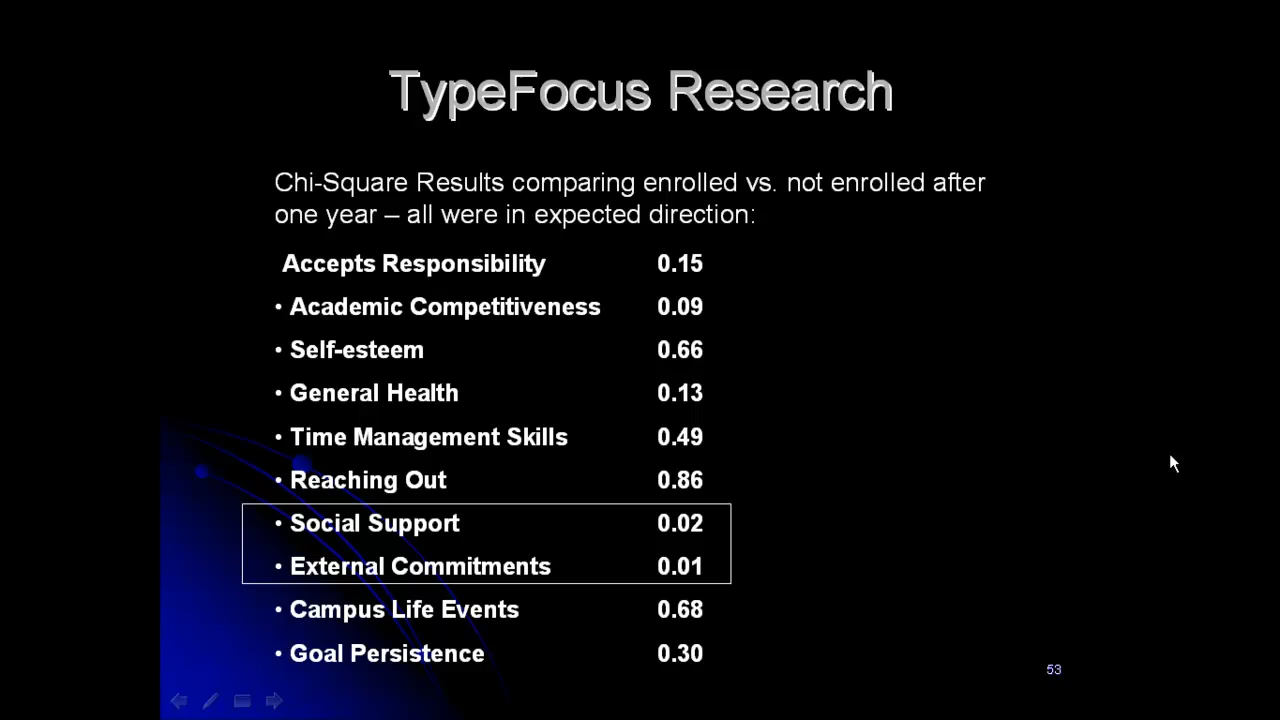 TypeFocus Research
Chi-Square Results comparing enrolled vs. not enrolled after
one year – all were in expected direction:
Accepts Responsibility 0.15
• Academic Competitiveness 0.09
• Self-esteem 0.66
• General Health 0.13
• Time Management Skills 0.49
• Reaching Out 0.86
• Social Support 0.02
• External Commitments 0.01
• Campus Life Events 0.68
• Goal Persistence 0.30
53